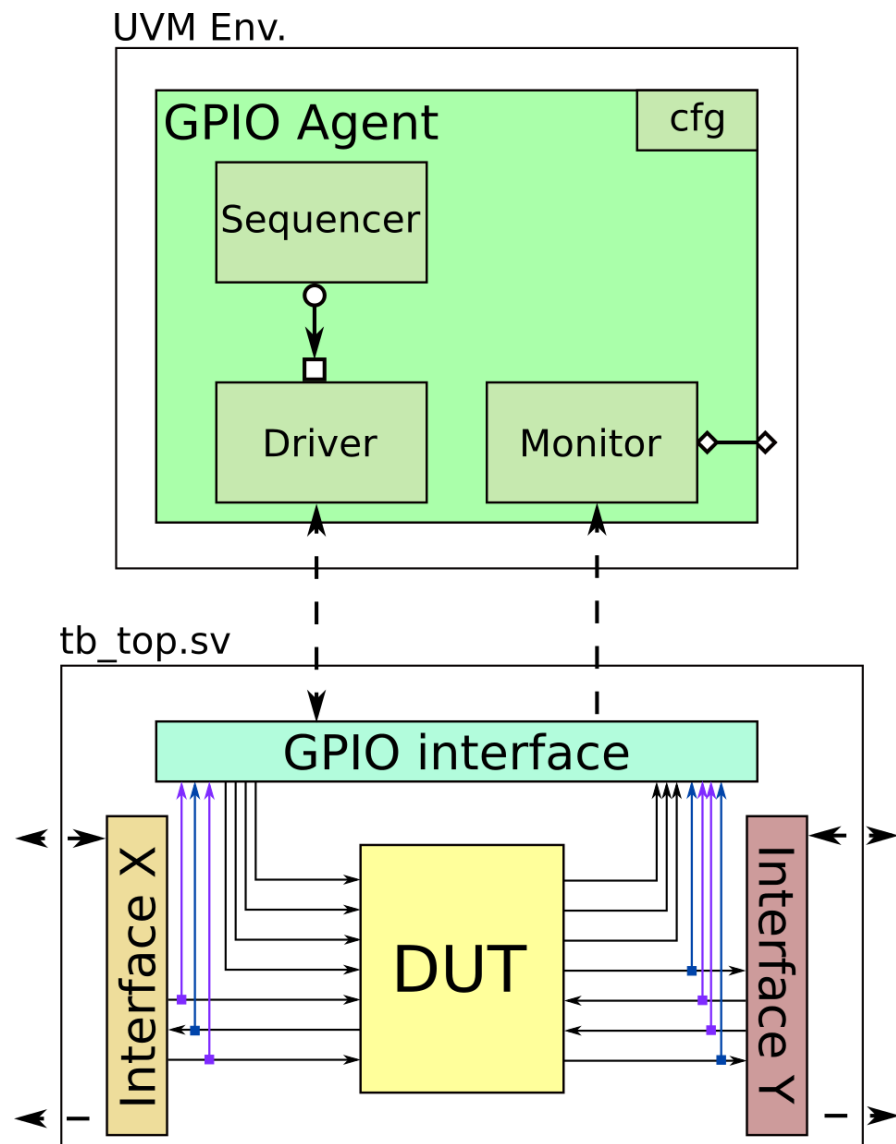 UVM Env.
GPIO Agent
cfg
Sequencer
Driver
Monitor
tb_top.sv
GPIO interface
Interface X
DUT
Interface Y